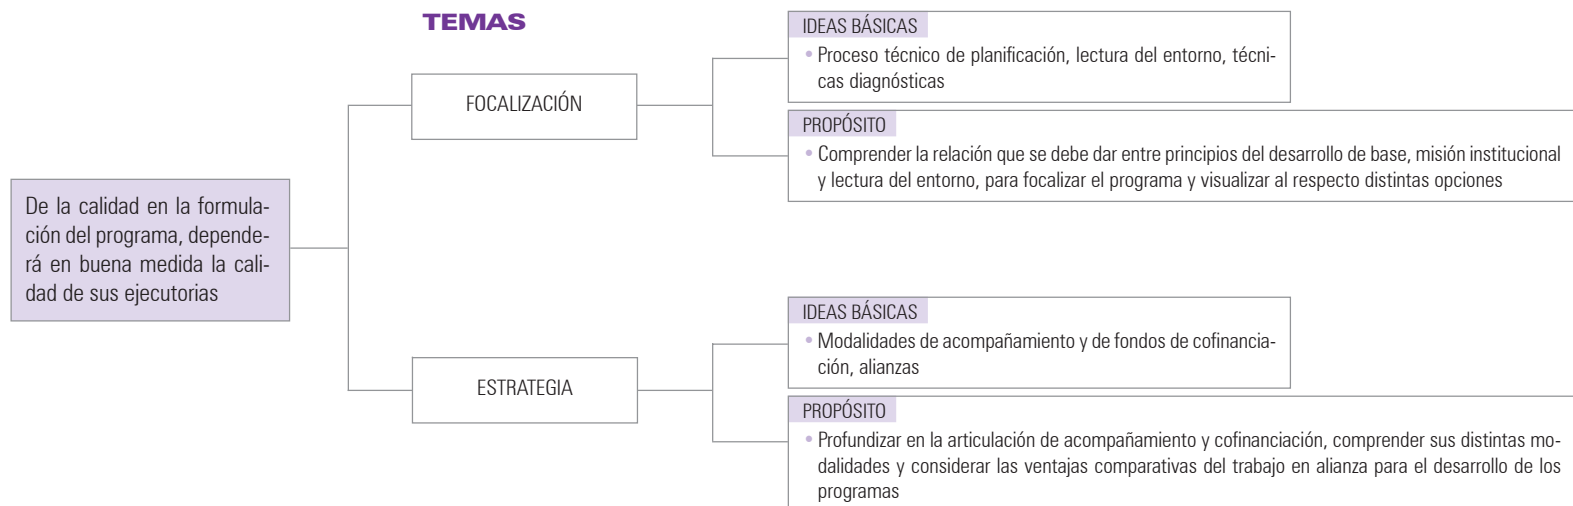 TEMAS
De la calidad en la formula-
ción del programa, depende-
rá en buena medida la cali-
dad de sus ejecutorias
FOCALIZACIÓN
IDEAS BÁSICAS
• Proceso técnico de planificación, lectura del entorno, técni-
cas diagnósticas
PROPÓSITO
• Comprender la relación que se debe dar entre principios del desarrollo de base, misión institucional
y lectura del entorno, para focalizar el programa y visualizar al respecto distintas opciones
ESTRATEGIA
IDEAS BÁSICAS
• Modalidades de acompañamiento y de fondos de cofinancia-
ción, alianzas
PROPÓSITO
• Profundizar en la articulación de acompañamiento y cofinanciación, comprender sus distintas mo-
dalidades y considerar las ventajas comparativas del trabajo en alianza para el desarrollo de los
programas